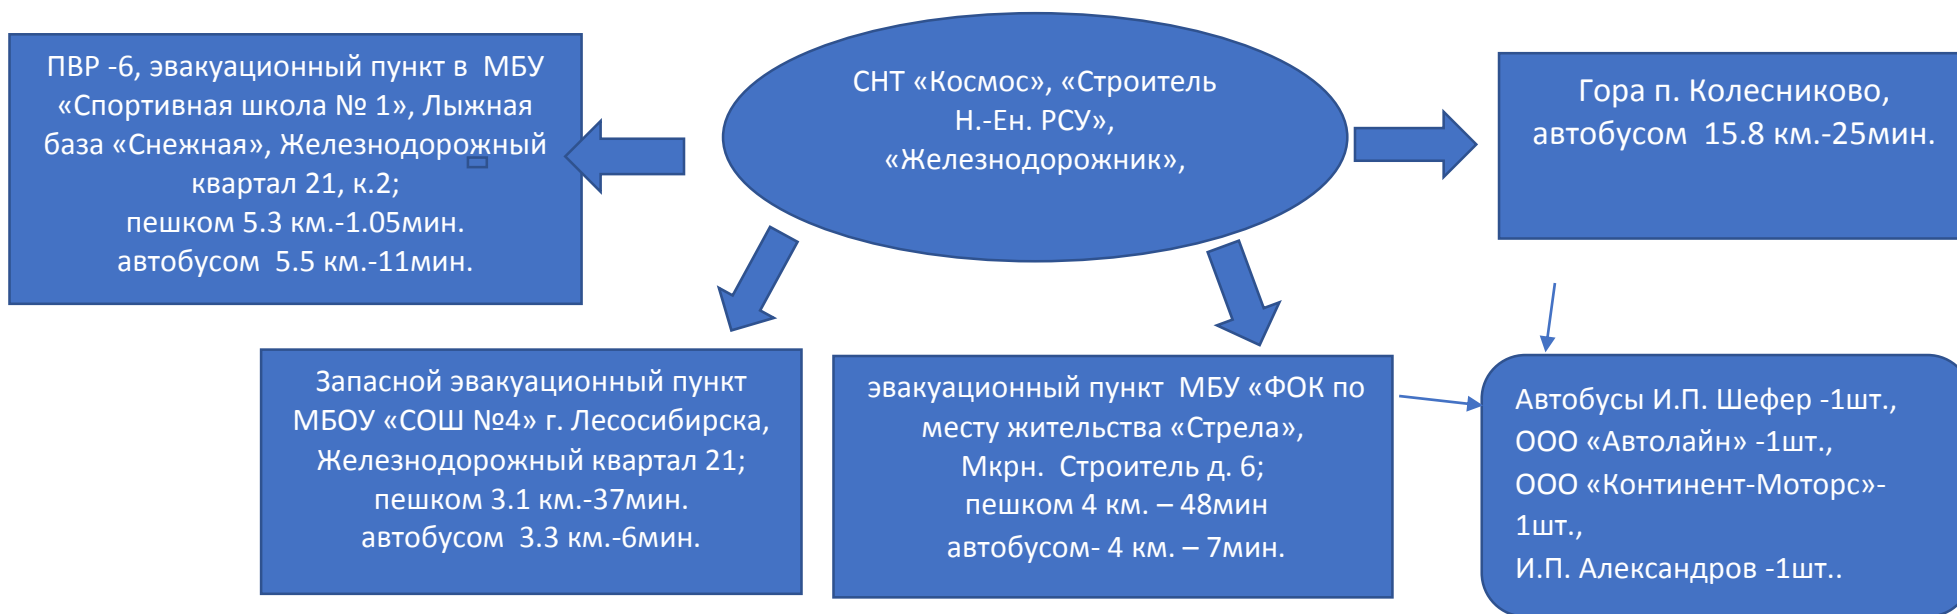 ПВР -6, эвакуационный пункт в МБУ
«Спортивная школа № 1», Лыжная
база «Снежная», Железнодорожный
квартал 21, к.2;
пешком 5.3 км.-1.05мин.
автобусом 5.5 км.-11мин.
СНТ «Космос», «Строитель
Н.-Ен. РСУ»,
«Железнодорожник»,
Гора п. Колесниково,
автобусом 15.8 км.-25мин.
Запасной эвакуационный пункт
МБОУ «СОШ №4» г. Лесосибирска,
Железнодорожный квартал 21;
пешком 3.1 км.-37мин.
автобусом 3.3 км.-6мин.
эвакуационный пункт МБУ «ФОК по
месту жительства «Стрела»,
Мкрн. Строитель д. 6;
пешком 4 км. – 48мин
автобусом- 4 км. – 7мин.
Автобусы И.П. Шефер -1шт.,
ООО «Автолайн» -1шт.,
ООО «Континент-Моторс»-
1шт.,
И.П. Александров -1шт..